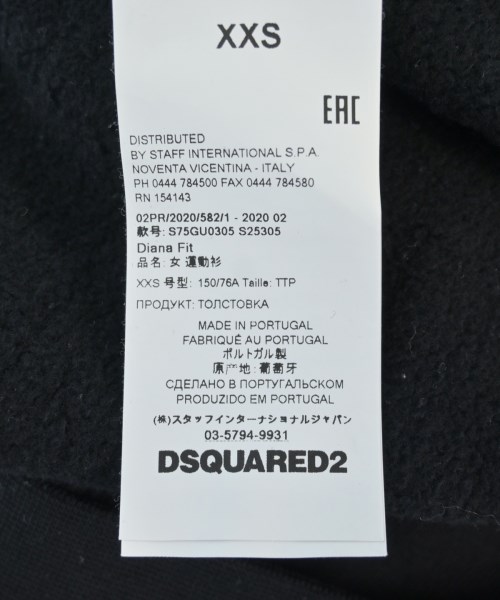 XXS
EAC
DISTRIBUTED
BY STAFF INTERNATIONAL S.P.A.
NOVENTA VICENTINA - ITALY
PH 0444 784500 FAX 0444 784580
RN 154143
02PR/2020/582/1 - 2020 02
款号: S75GU0305 S25305
Diana Fit
品名: 女 運動衫
XXS 号型: 150/76A Taille: TTP
ПРОДУКТ: ТОЛСТОВКА
MADE IN PORTUGAL
FABRIQUÉ AU PORTUGAL
ポルトガル製
原产地: 葡萄牙
СДЕЛАНО В ПОРТУГАЛЬСКОМ
PRODUZIDO EM PORTUGAL
(株)スタッフインターナショナルジャパン
03-5794-9931
DSQUARED2